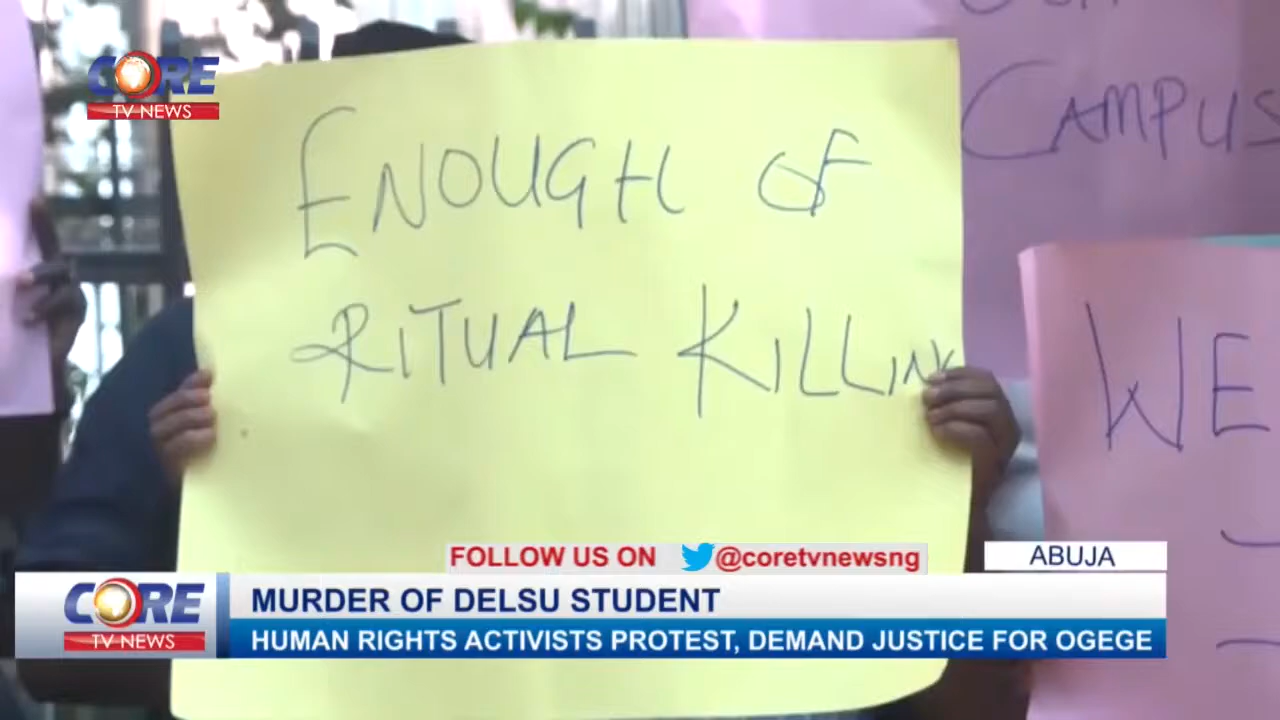 CORE
TV NEWS
ENOUGH OF
RITUAL KILLIN
CAMPUS
WE
FOLLOW US ON @coretvnewsng
ABUJA
CORE
TV NEWS
MURDER OF DELSU STUDENT
HUMAN RIGHTS ACTIVISTS PROTEST, DEMAND JUSTICE FOR OGEGE